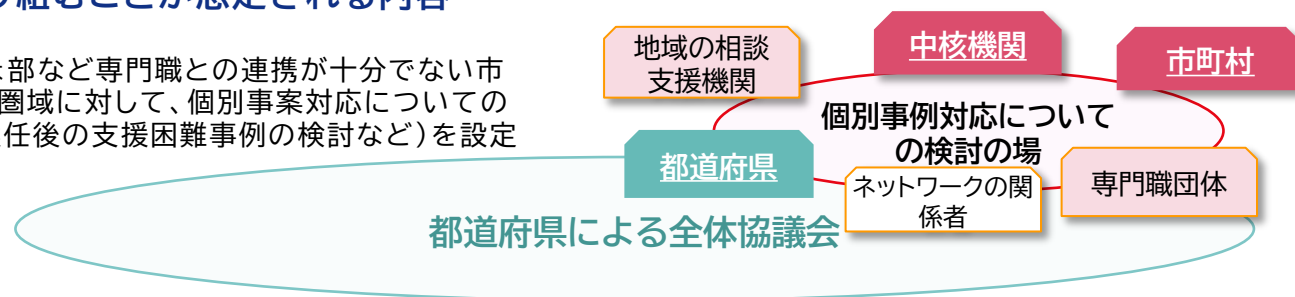 組むことが想定される内容
部など専門職との連携が十分でない市
圏域に対して、個別事案対応についての
任後の支援困難事例の検討など）を設定
地域の相談
支援機関
中核機関
市町村
個別事例対応について
の検討の場
都道府県
ネットワークの関
係者
専門職団体
都道府県による全体協議会